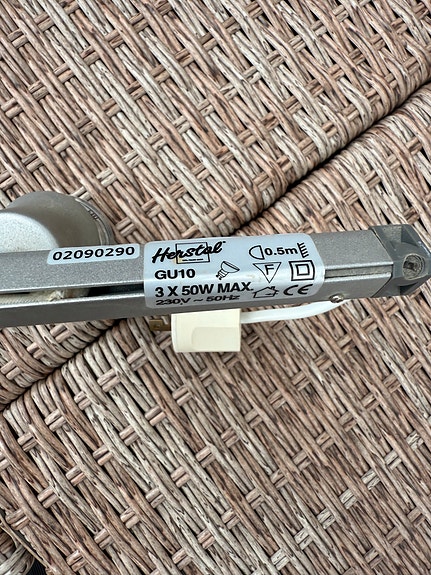 02090290
Herstal
0.5m
GU10
F
3 X 50W MAX.
230V ~ 50Hz
CE